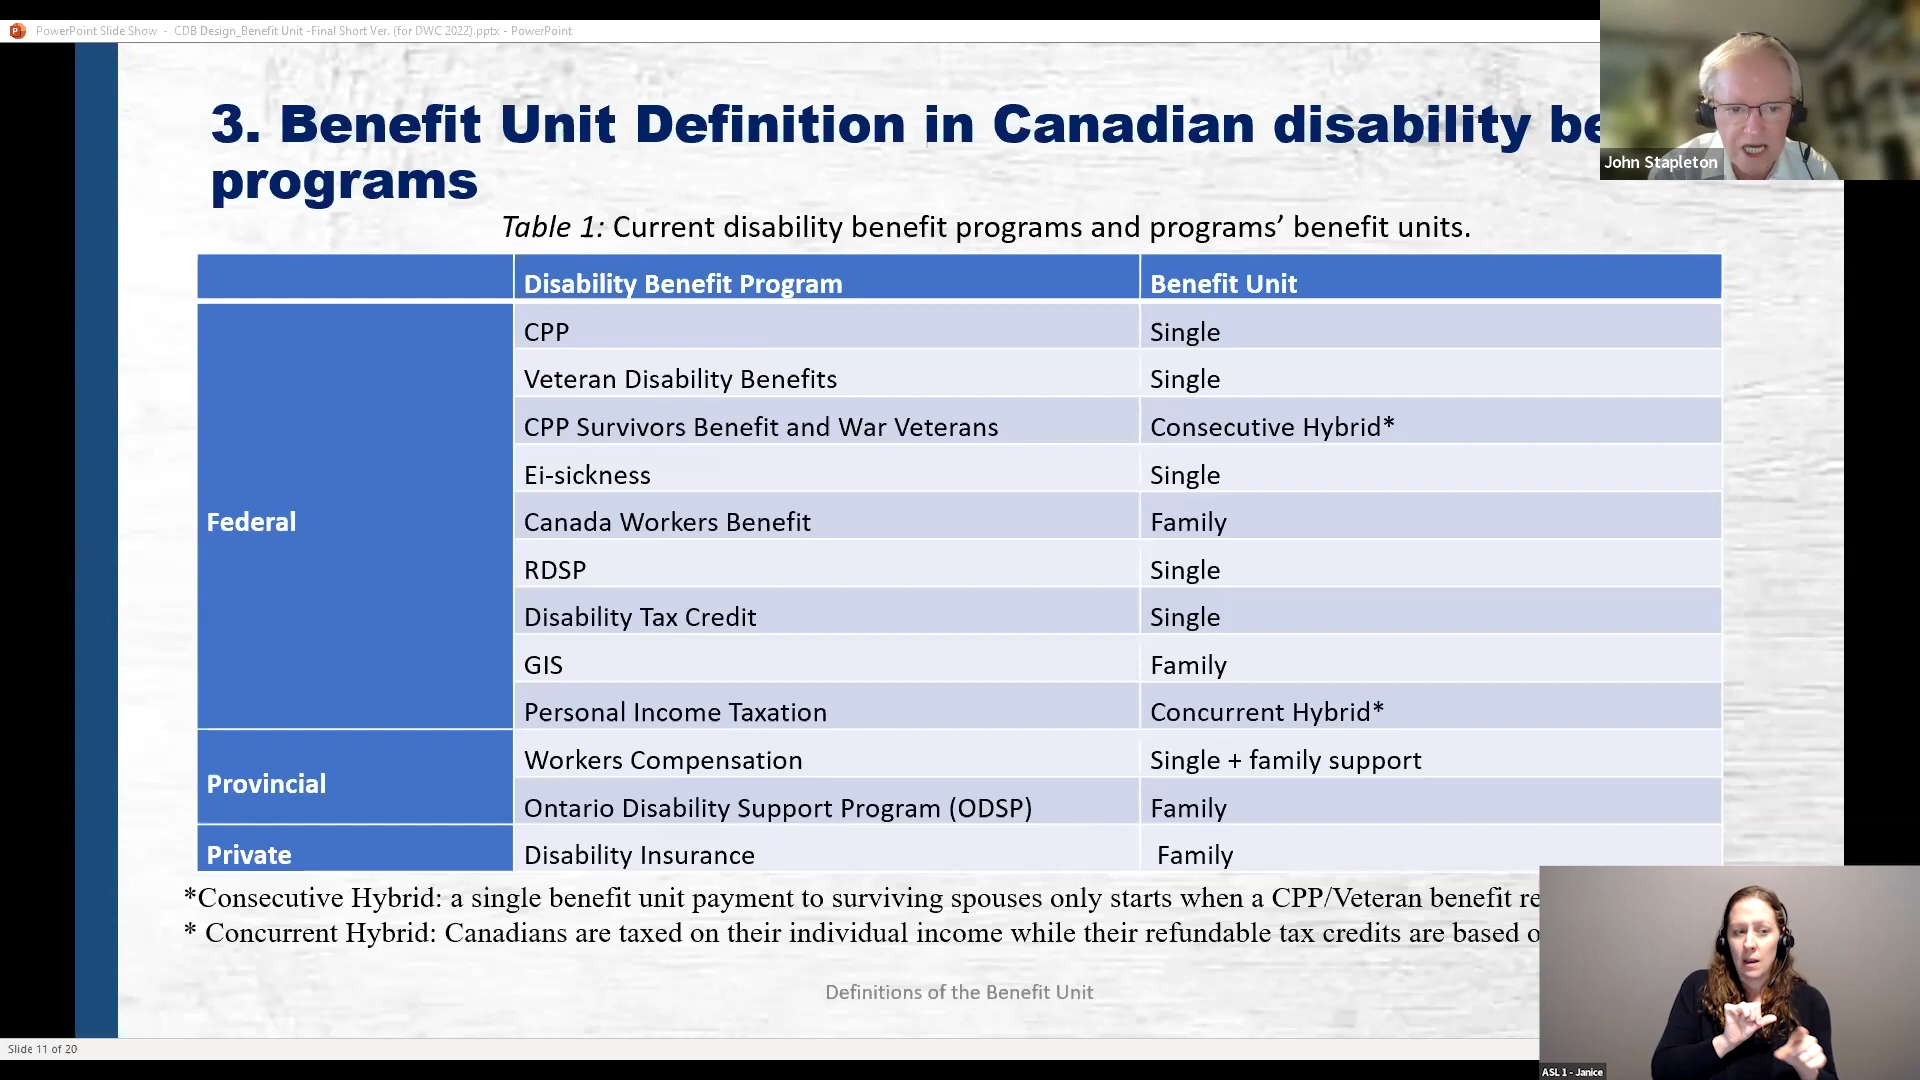 PowerPoint Slide Show - CDB Design_Benefit Unit -Final Short Ver. (for DWC 2022).pptx - PowerPoint
3. Benefit Unit Definition in Canadian disability be
programs
John Stapleton
Table 1: Current disability benefit programs and programs’ benefit units.
Disability Benefit Program Benefit Unit
CPP Single
Veteran Disability Benefits Single
CPP Survivors Benefit and War Veterans Consecutive Hybrid*
Ei-sickness Single
Federal Canada Workers Benefit Family
RDSP Single
Disability Tax Credit Single
GIS Family
Personal Income Taxation Concurrent Hybrid*
Provincial Workers Compensation Single + family support
Ontario Disability Support Program (ODSP) Family
Private Disability Insurance Family
*Consecutive Hybrid: a single benefit unit payment to surviving spouses only starts when a CPP/Veteran benefit re
* Concurrent Hybrid: Canadians are taxed on their individual income while their refundable tax credits are based o
Definitions of the Benefit Unit
Slide 11 of 20
ASL 1 - Janice